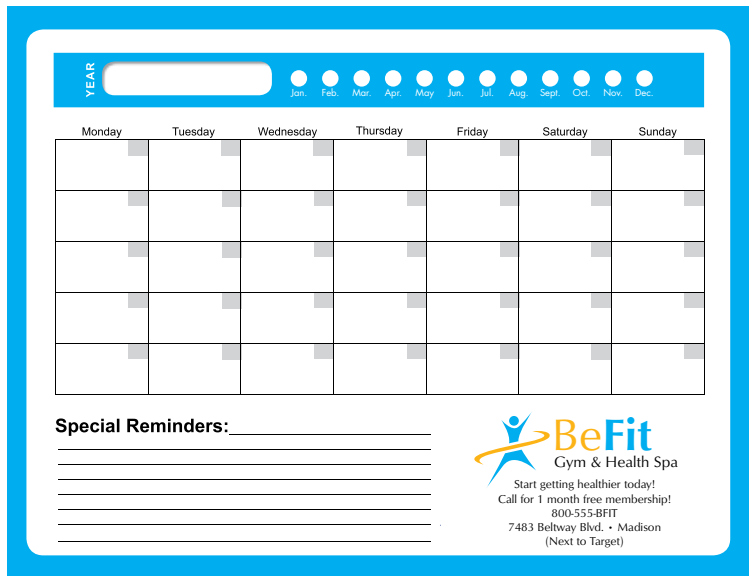 YEAR
Jan. Feb. Mar. Apr. May Jun. Jul. Aug. Sept. Oct. Nov. Dec.
Monday Tuesday Wednesday Thursday Friday Saturday Sunday
Special Reminders:
BeFit
Gym & Health Spa
Start getting healthier today!
Call for 1 month free membership!
800-555-BFIT
7483 Beltway Blvd. • Madison
(Next to Target)